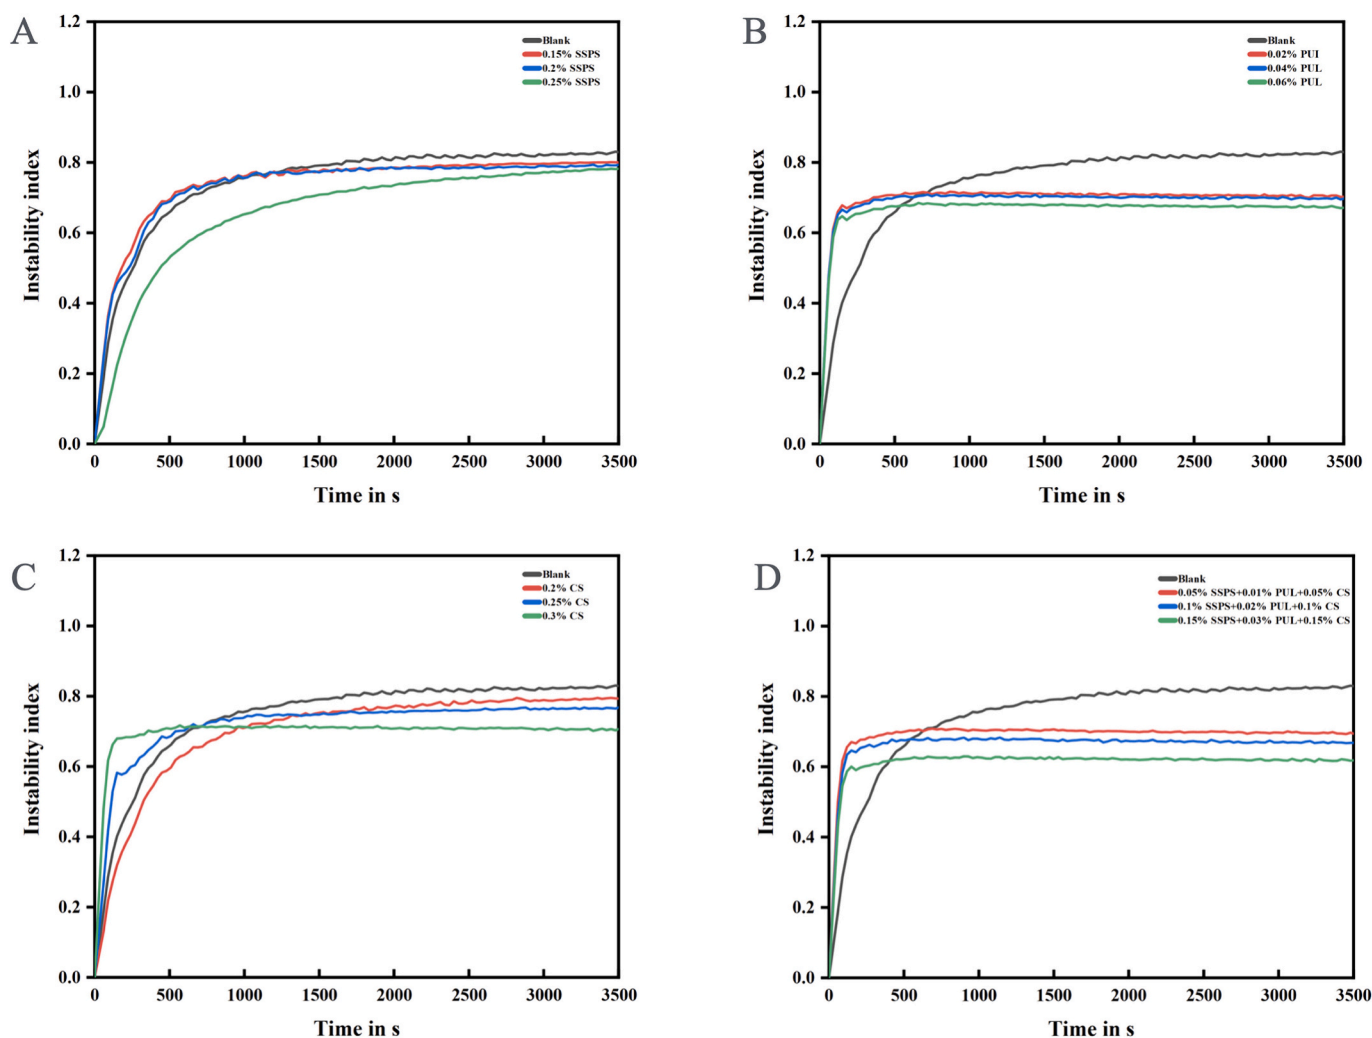 A
Blank
0.15% SSPS
0.2% SSPS
0.25% SSPS
Instability index
1.2
1.0
0.8
0.6
0.4
0.2
0.0
0 500 1000 1500 2000 2500 3000 3500
Time in s
B
Blank
0.02% PUI
0.04% PUL
0.06% PUL
Instability index
1.2
1.0
0.8
0.6
0.4
0.2
0.0
0 500 1000 1500 2000 2500 3000 3500
Time in s
C
Blank
0.2% CS
0.25% CS
0.3% CS
Instability index
1.2
1.0
0.8
0.6
0.4
0.2
0.0
0 500 1000 1500 2000 2500 3000 3500
Time in s
D
Blank
0.05% SSPS+0.01% PUL+0.05% CS
0.1% SSPS+0.02% PUL+0.1% CS
0.15% SSPS+0.03% PUL+0.15% CS
Instability index
1.2
1.0
0.8
0.6
0.4
0.2
0.0
0 500 1000 1500 2000 2500 3000 3500
Time in s